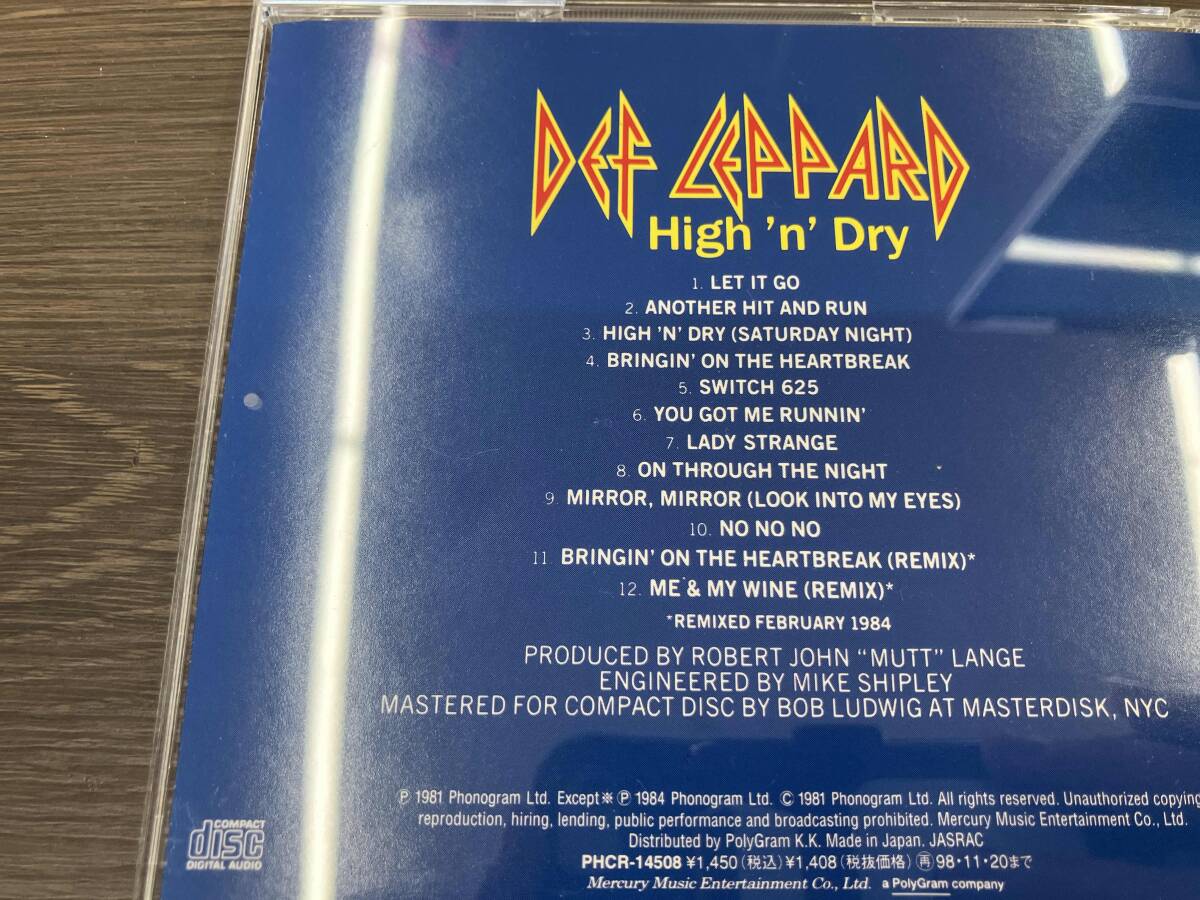 DEF LEPPARD
High 'n' Dry
1. LET IT GO
2. ANOTHER HIT AND RUN
3. HIGH 'N' DRY (SATURDAY NIGHT)
4. BRINGIN' ON THE HEARTBREAK
5. SWITCH 625
6. YOU GOT ME RUNNIN'
7. LADY STRANGE
8. ON THROUGH THE NIGHT
9. MIRROR, MIRROR (LOOK INTO MY EYES)
10. NO NO NO
11. BRINGIN' ON THE HEARTBREAK (REMIX)*
12. ME & MY WINE (REMIX)*
*REMIXED FEBRUARY 1984
PRODUCED BY ROBERT JOHN "MUTT" LANGE
ENGINEERED BY MIKE SHIPLEY
MASTERED FOR COMPACT DISC BY BOB LUDWIG AT MASTERDISK, NYC
℗ 1981 Phonogram Ltd. Except※℗ 1984 Phonogram Ltd. © 1981 Phonogram Ltd. All rights reserved. Unauthorized copying
reproduction, hiring, lending, public performance and broadcasting prohibited. Mercury Music Entertainment Co., Ltd.
Distributed by PolyGram K.K. Made in Japan. JASRAC
PHCR-14508 ¥1,450(税込)¥1,408(税抜価格)㊢98・11・20まで
Mercury Music Entertainment Co., Ltd. a PolyGram company
COMPACT
disc
DIGITAL AUDIO